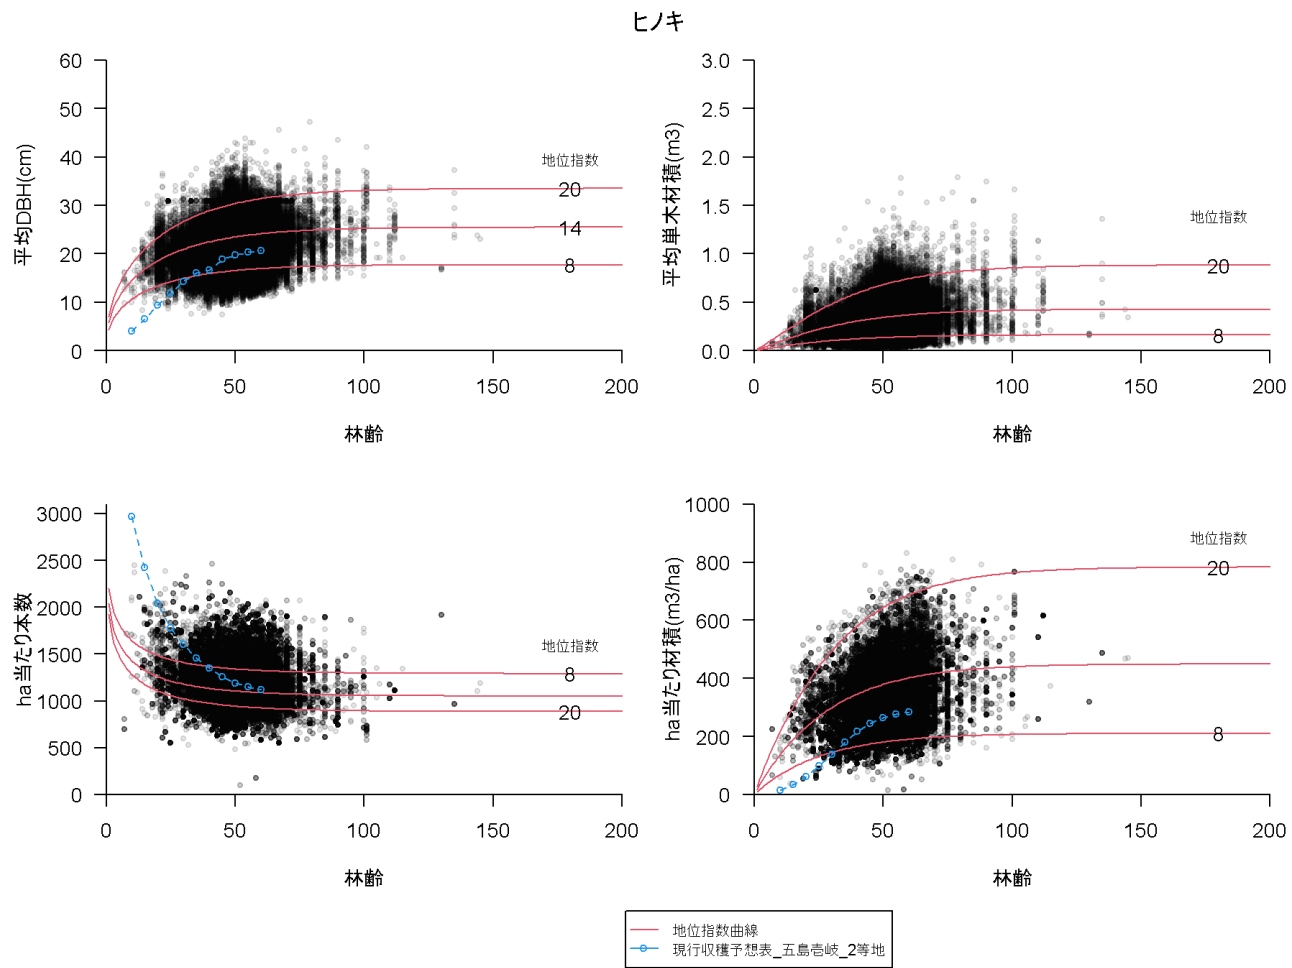 ヒノキ
平均DBH(cm)
60
50
40
30
20
10
0
地位指数
20
14
8
0 50 100 150 200
林齢
平均単木材積(m3)
3.0
2.5
2.0
1.5
1.0
0.5
0.0
地位指数
20
8
0 50 100 150 200
林齢
ha当たり本数
3000
2500
2000
1500
1000
500
0
地位指数
8
20
0 50 100 150 200
林齢
ha当たり材積(m3/ha)
1000
800
600
400
200
0
地位指数
20
8
0 50 100 150 200
林齢
地位指数曲線
現行収穫予想表_五島壱岐_2等地